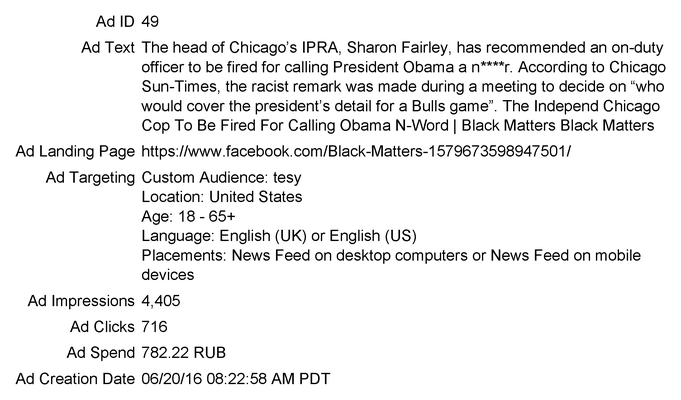 Ad ID 49
Ad Text The head of Chicago's IPRA, Sharon Fairley, has recommended an on-duty
officer to be fired for calling President Obama a n****r. According to Chicago
Sun-Times, the racist remark was made during a meeting to decide on “who
would cover the president's detail for a Bulls game”. The Independ Chicago
Cop To Be Fired For Calling Obama N-Word | Black Matters Black Matters
Ad Landing Page https://www.facebook.com/Black-Matters-1579673598947501/
Ad Targeting Custom Audience: tesy
Location: United States
Age: 18 - 65+
Language: English (UK) or English (US)
Placements: News Feed on desktop computers or News Feed on mobile
devices
Ad Impressions 4,405
Ad Clicks 716
Ad Spend 782.22 RUB
Ad Creation Date 06/20/16 08:22:58 AM PDT